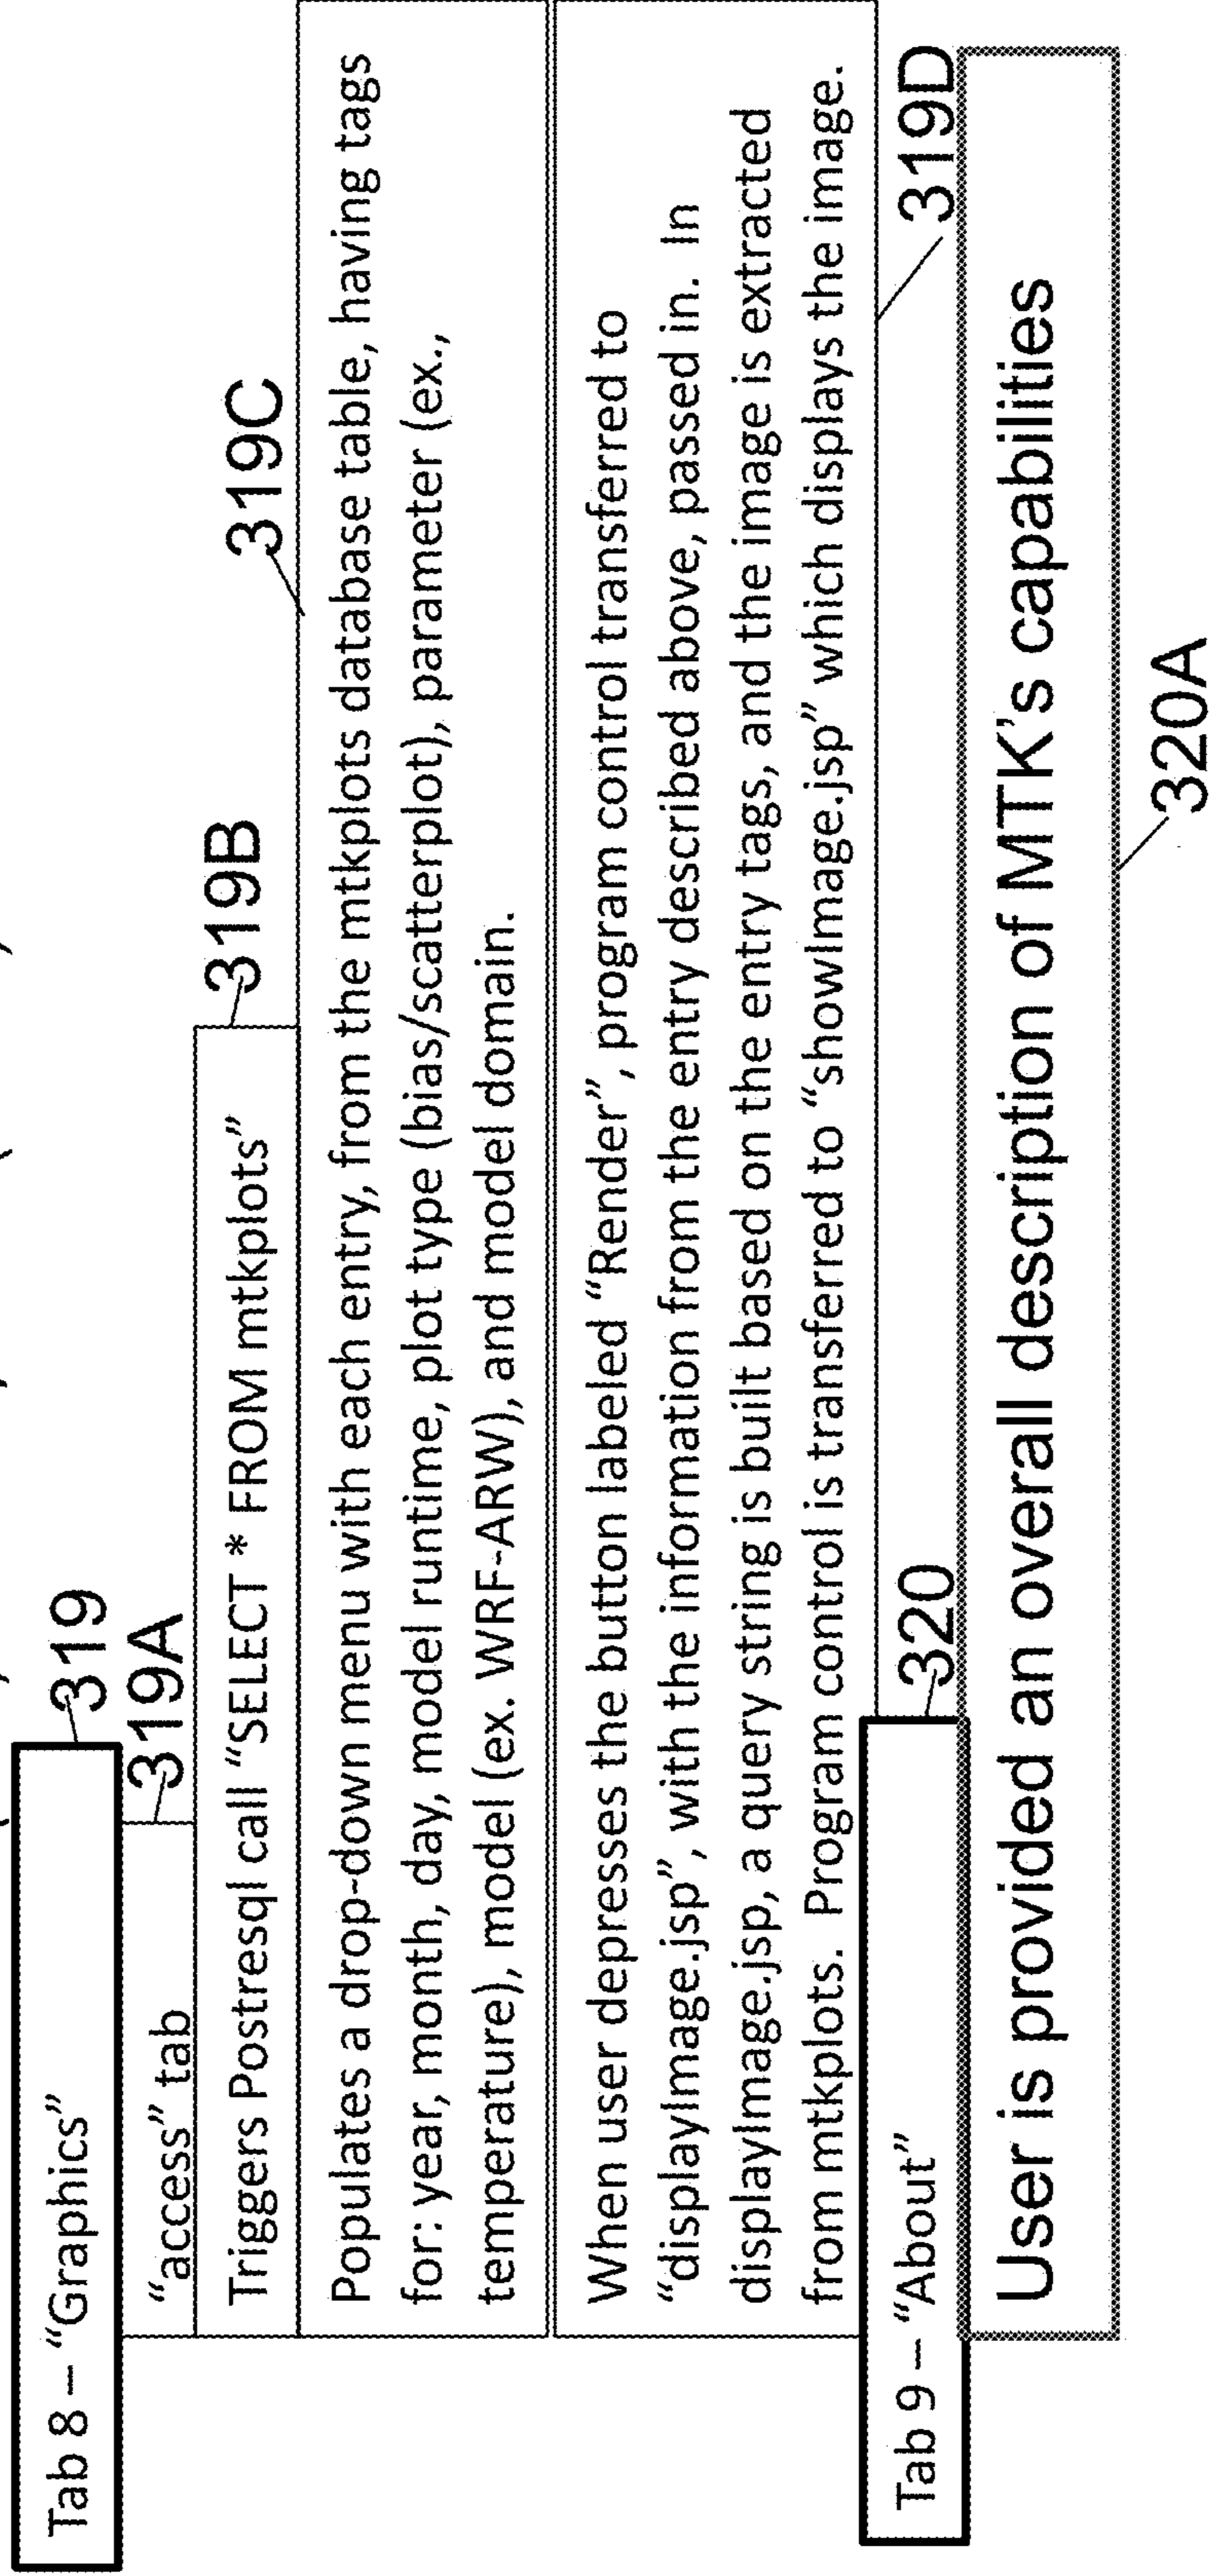 Tab 8 – “Graphics”
319
319A
“access” tab
319B
Triggers Postresql call “SELECT * FROM mtkplots”
319C
Populates a drop-down menu with each entry, from the mtkplots database table, having tags
for: year, month, day, model runtime, plot type (bias/scatterplot), parameter (ex.,
temperature), model (ex. WRF-ARW), and model domain.
When user depresses the button labeled “Render”, program control transferred to
“displayImage.jsp”, with the information from the entry described above, passed in.  In
displayImage.jsp, a query string is built based on the entry tags, and the image is extracted
from mtkplots.  Program control is transferred to “showImage.jsp” which displays the image.
319D
Tab 9 – “About”
320
User is provided an overall description of MTK’s capabilities
320A